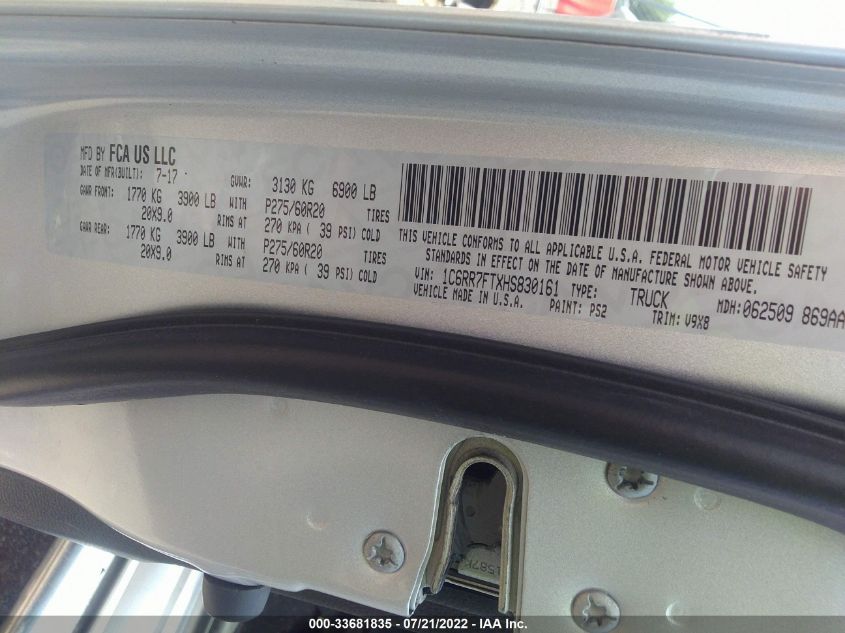 MFD BY FCA US LLC
DATE OF MFR(BUILT): 7-17 GVWR: 3130 KG 6900 LB
GAWR FRONT: 1770 KG 3900 LB WITH P275/60R20 TIRES
20X9.0 RIMS AT 270 KPA ( 39 PSI) COLD
GAWR REAR: 1770 KG 3900 LB WITH P275/60R20 TIRES
20X9.0 RIMS AT 270 KPA ( 39 PSI) COLD
THIS VEHICLE CONFORMS TO ALL APPLICABLE U.S.A. FEDERAL MOTOR VEHICLE SAFETY
STANDARDS IN EFFECT ON THE DATE OF MANUFACTURE SHOWN ABOVE.
VIN: 1C6RR7FTXHS830161 TYPE: TRUCK MDH: 062509 869AA
VEHICLE MADE IN U.S.A. PAINT: PS2 TRIM: V9X8
000-33681835 - 07/21/2022 - IAA Inc.